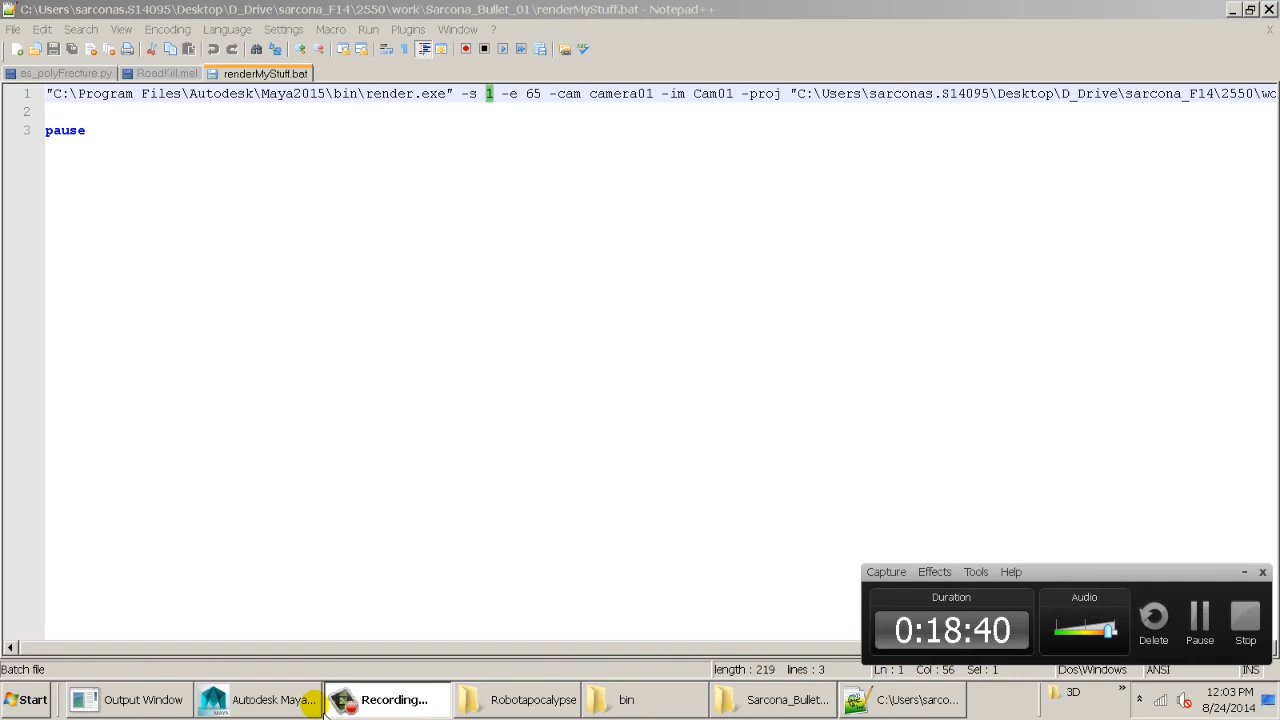 C:\Users\sarconas.S14095\Desktop\D_Drive\sarcona_F14\2550\work\Sarcona_Bullet_01\renderMyStuff.bat - Notepad++
File Edit Search View Encoding Language Settings Macro Run Plugins Window ? X
es_polyFracture.py RoadKill.mel renderMyStuff.bat
1 "C:\Program Files\Autodesk\Maya2015\bin\render.exe" -s 1 -e 65 -cam camera01 -im Cam01 -proj "C:\Users\sarconas.S14095\Desktop\D_Drive\sarcona_F14\2550\wo
2
3 pause
Capture Effects Tools Help
Duration Audio
0:18:40
Delete Pause Stop
Batch file length : 219 lines : 3 Ln : 1 Col : 56 Sel : 1 Dos\Windows ANSI INS
Start Output Window Autodesk Maya... Recording... Robotapocalypse bin Sarcona_Bullet... C:\Users\sarco... 3D » 12:03 PM
8/24/2014